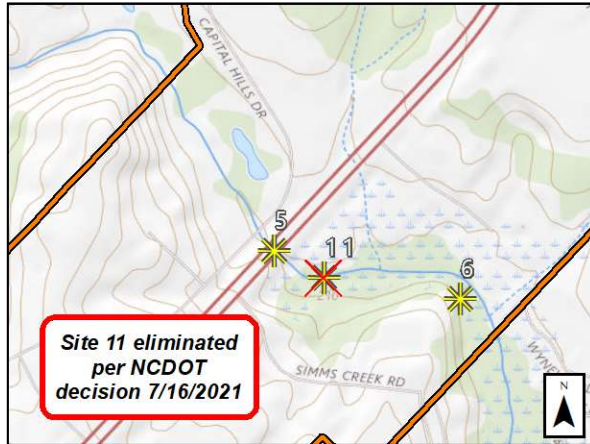 CAPITAL HILLS DR
5
11
6
Site 11 eliminated
per NCDOT
decision 7/16/2021
SIMMS CREEK RD
N